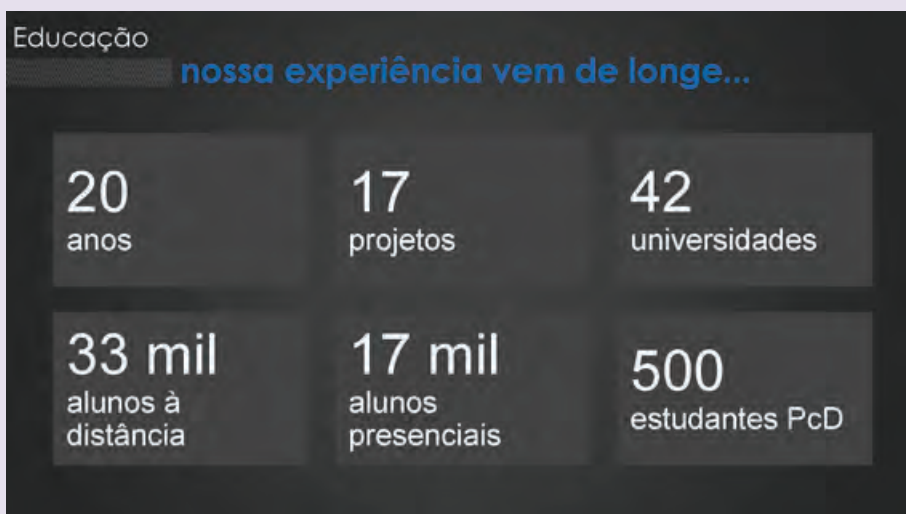 Educação
nossa experiência vem de longe...
20
anos
17
projetos
42
universidades
33 mil
alunos à
distância
17 mil
alunos
presenciais
500
estudantes PcD